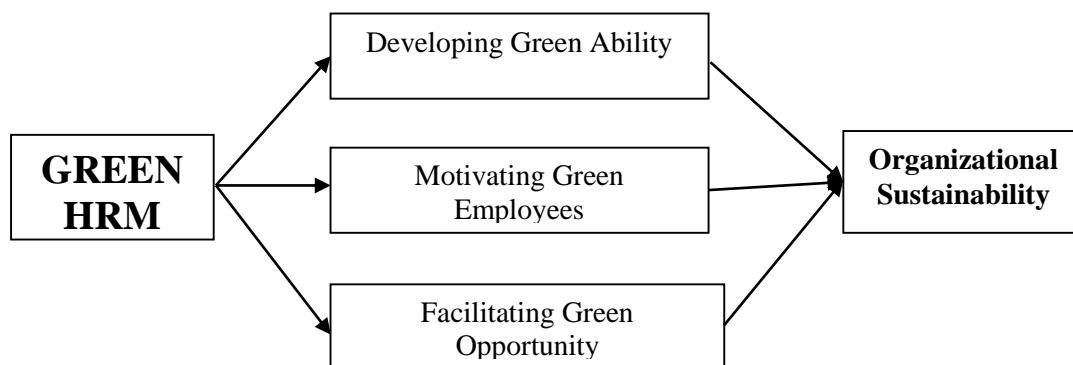 Developing Green Ability
GREEN
HRM
Motivating Green
Employees
Facilitating Green
Opportunity
Organizational
Sustainability